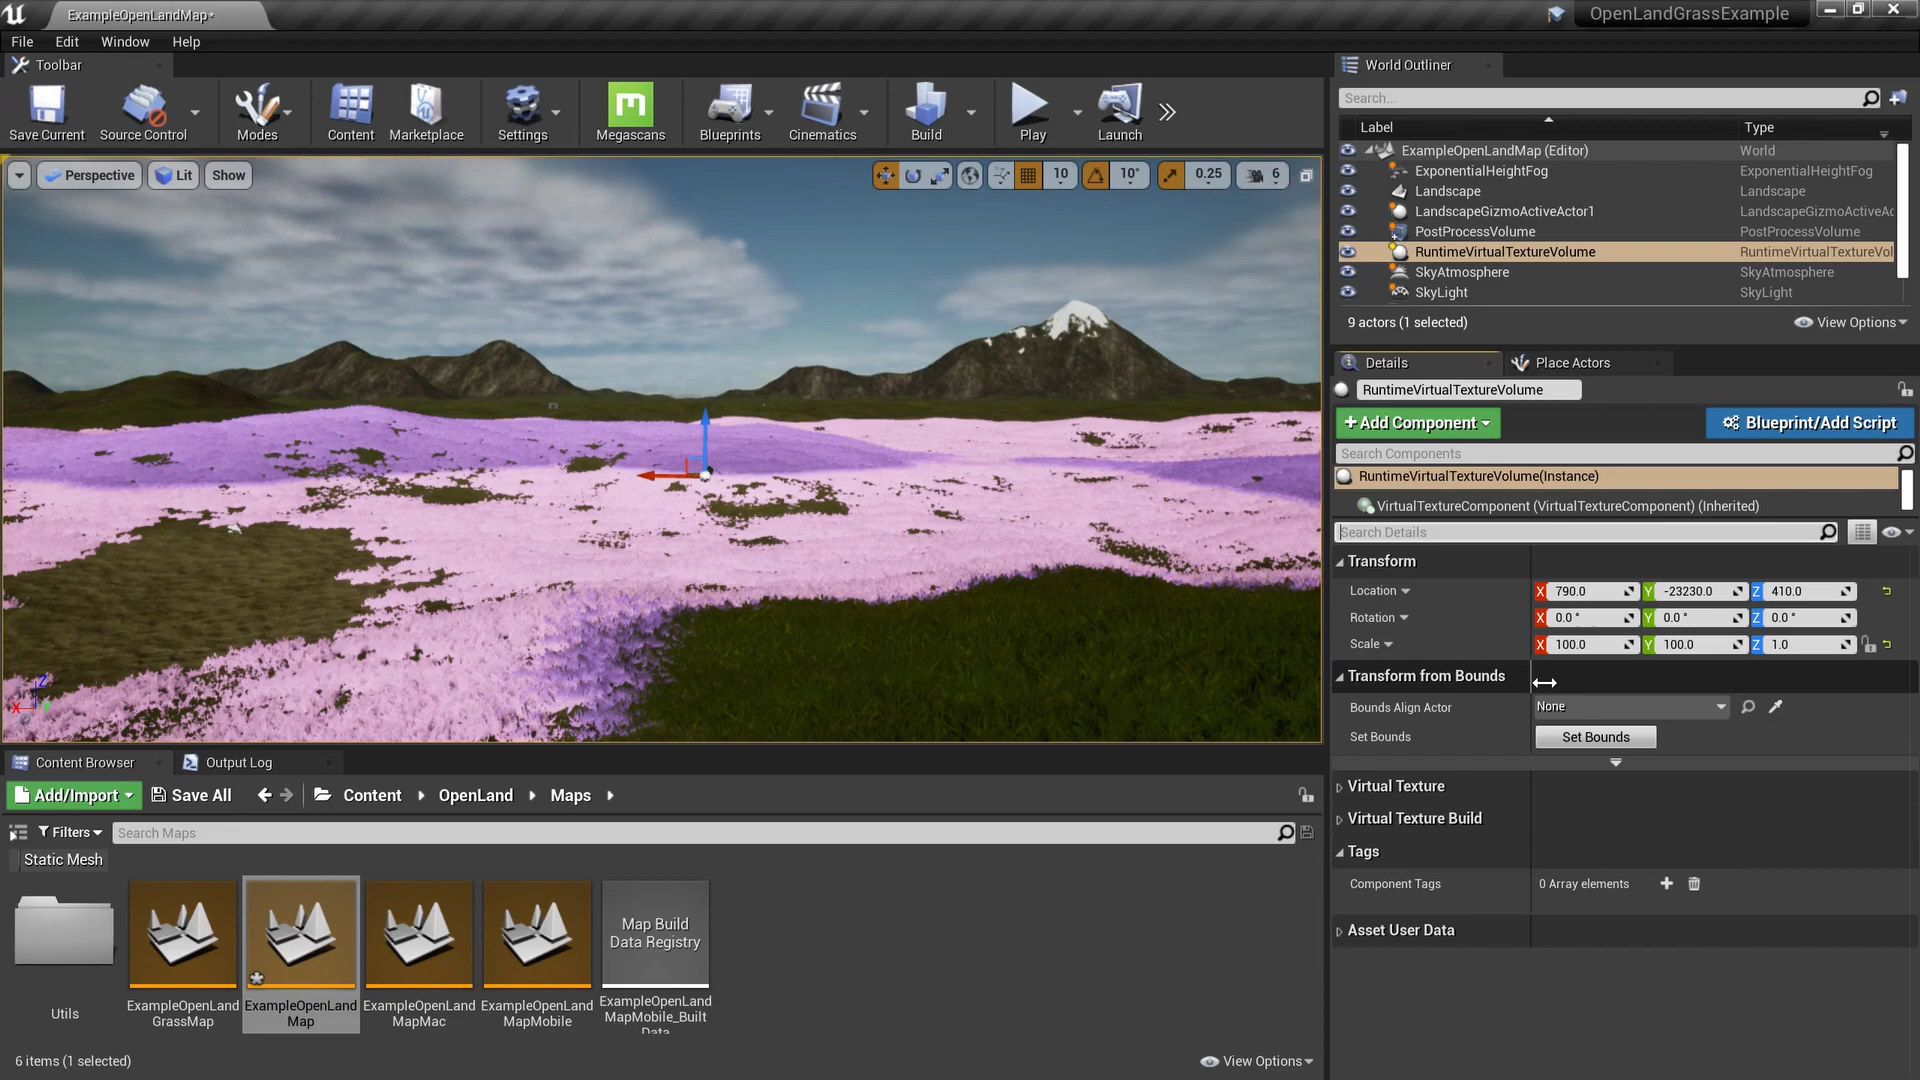 ExampleOpenLandMap*
OpenLandGrassExample
File Edit Window Help
Toolbar
World Outliner
Save Current
Source Control
Modes
Content
Marketplace
Settings
Megascans
Blueprints
Cinematics
Build
Play
Launch
Search...
Label Type
ExampleOpenLandMap (Editor) World
ExponentialHeightFog ExponentialHeightFog
Landscape Landscape
LandscapeGizmoActiveActor1 LandscapeGizmoActiveAc
PostProcessVolume PostProcessVolume
RuntimeVirtualTextureVolume RuntimeVirtualTextureVol
SkyAtmosphere SkyAtmosphere
SkyLight SkyLight
9 actors (1 selected) View Options
Perspective Lit Show
10 10° 0.25 6
Z
X
Details Place Actors
RuntimeVirtualTextureVolume
+Add Component Blueprint/Add Script
Search Components
RuntimeVirtualTextureVolume(Instance)
VirtualTextureComponent (VirtualTextureComponent) (Inherited)
Search Details
Transform
Location X 790.0 Y -23230.0 Z 410.0
Rotation X 0.0 ° Y 0.0 ° Z 0.0 °
Scale X 100.0 Y 100.0 Z 1.0
Transform from Bounds
Bounds Align Actor None
Set Bounds Set Bounds
Virtual Texture
Virtual Texture Build
Tags
Component Tags 0 Array elements
Asset User Data
Content Browser Output Log
Add/Import Save All Content OpenLand Maps
Filters Search Maps
Static Mesh
Utils
ExampleOpenLand
GrassMap
ExampleOpenLand
Map
ExampleOpenLand
MapMac
ExampleOpenLand
MapMobile
Map Build
Data Registry
ExampleOpenLand
MapMobile_Built
Data
6 items (1 selected) View Options